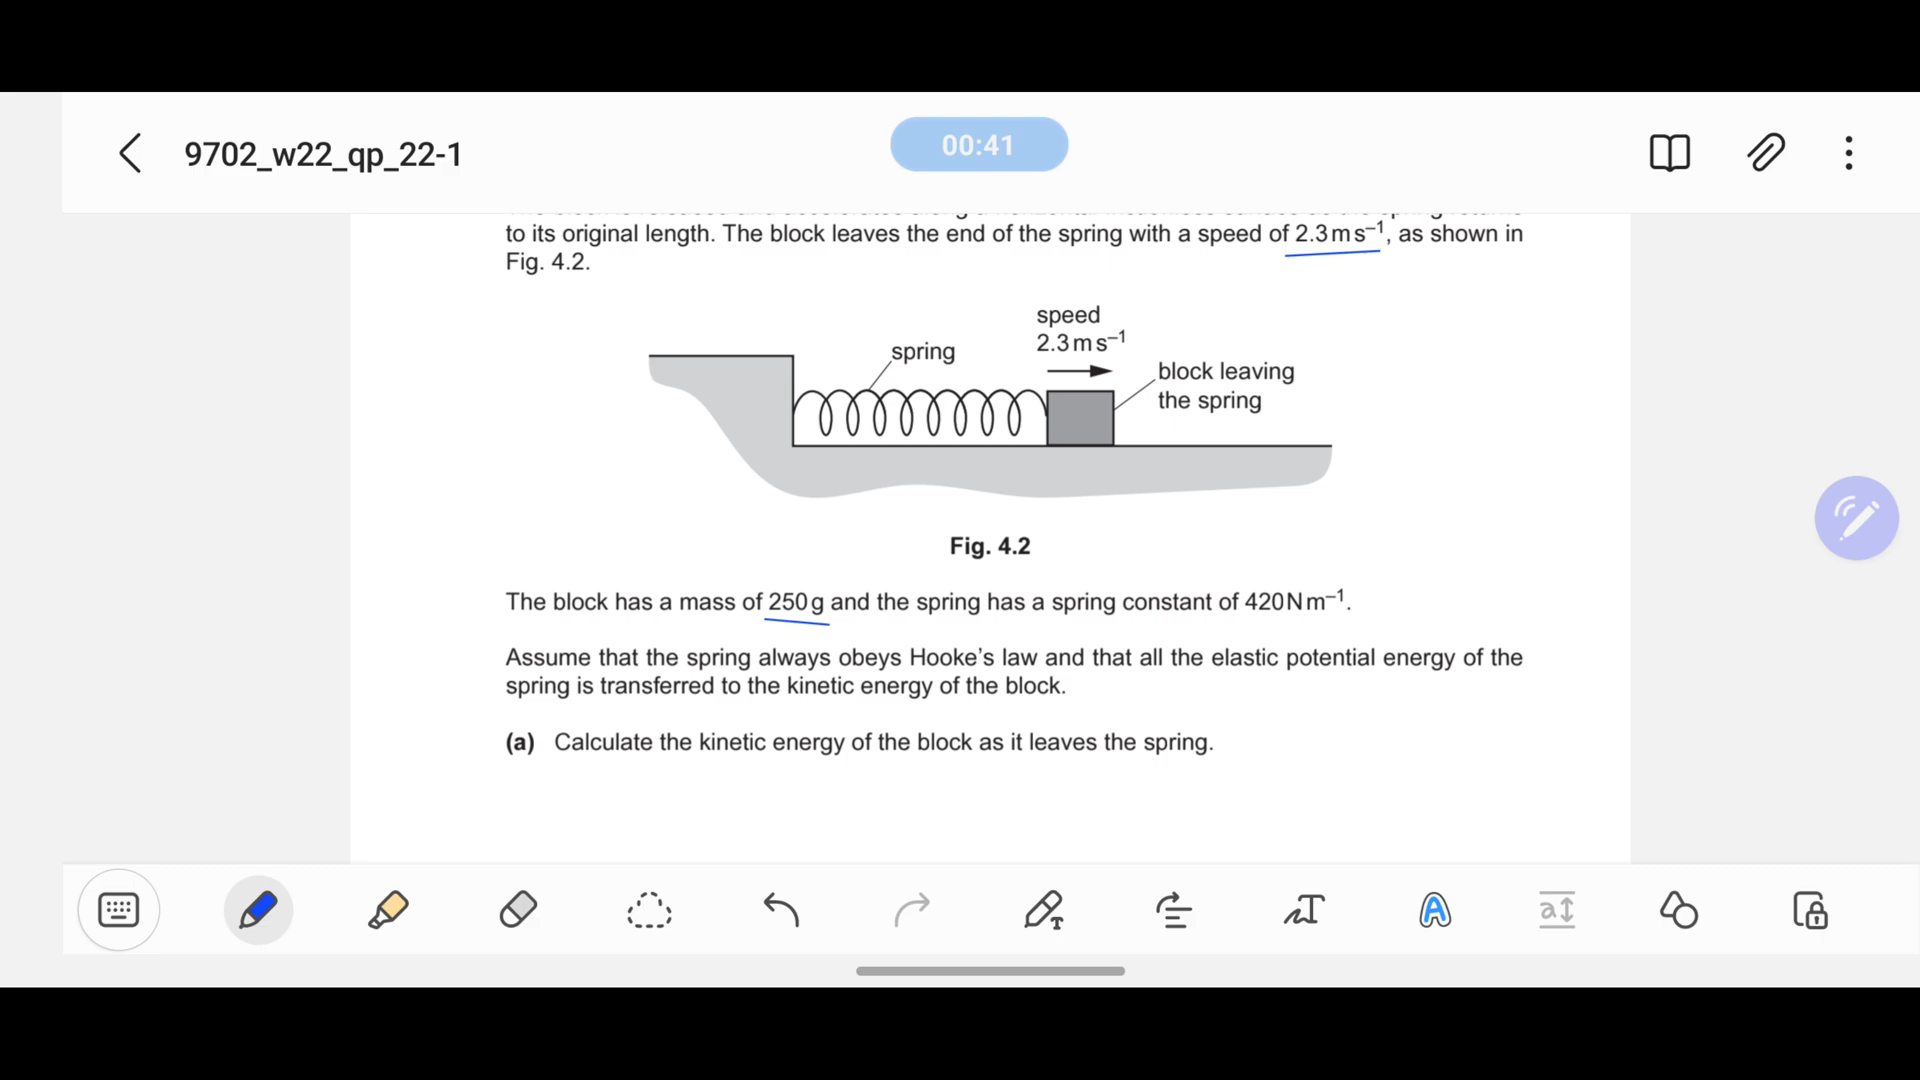 9702_w22_qp_22-1
00:41
to its original length. The block leaves the end of the spring with a speed of 2.3 m s⁻¹, as shown in
Fig. 4.2.
speed
2.3 m s⁻¹
spring
block leaving
the spring
Fig. 4.2
The block has a mass of 250 g and the spring has a spring constant of 420 N m⁻¹.
Assume that the spring always obeys Hooke's law and that all the elastic potential energy of the
spring is transferred to the kinetic energy of the block.
(a) Calculate the kinetic energy of the block as it leaves the spring.